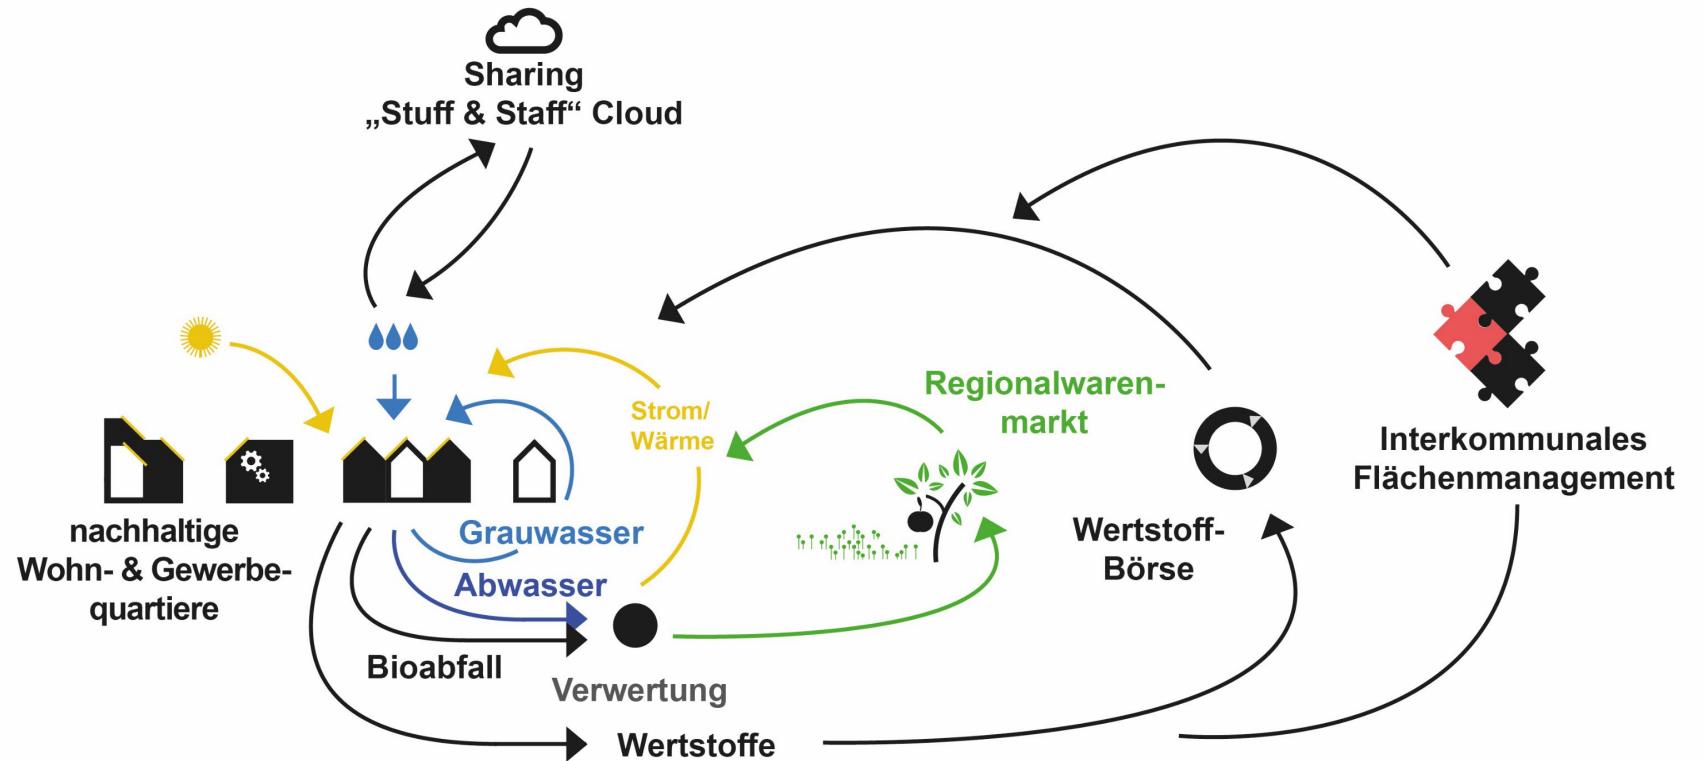 Sharing
„Stuff & Staff“ Cloud
Strom/
Wärme
Regionalwaren-
markt
Interkommunales
Flächenmanagement
nachhaltige
Wohn- & Gewerbe-
quartiere
Grauwasser
Abwasser
Wertstoff-
Börse
Bioabfall
Verwertung
Wertstoffe